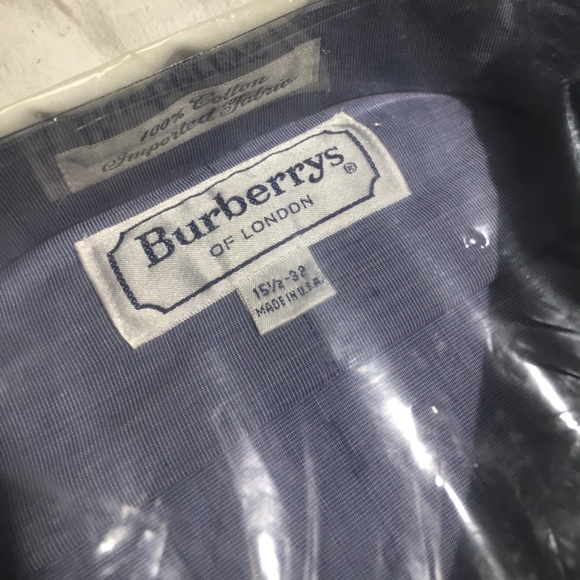 100% Cotton
Imported Fabric
Burberrys®
OF LONDON
15½-32
MADE IN U.S.A.